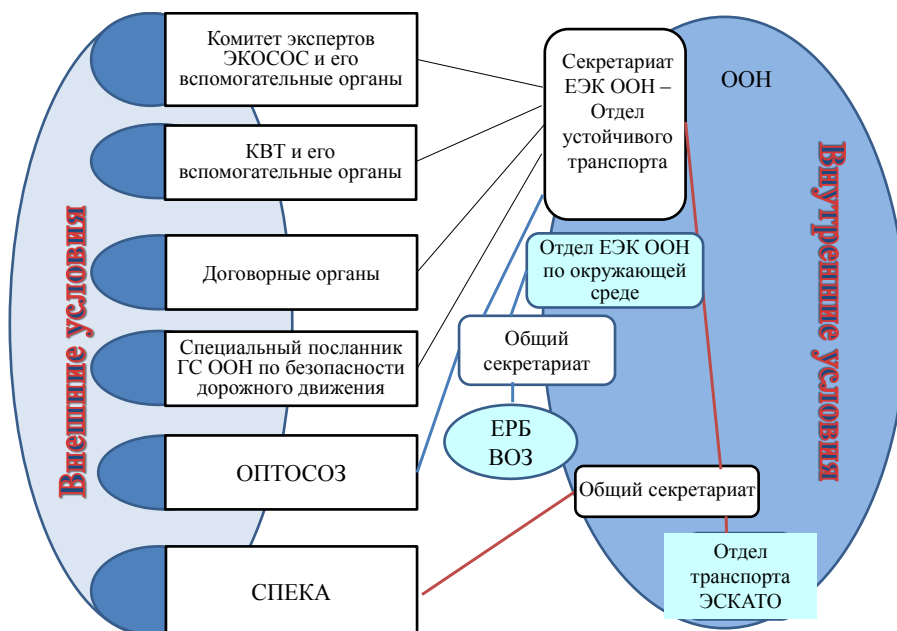 Внешние условия
Комитет экспертов
ЭКОСОС и его
вспомогательные органы
КВТ и его
вспомогательные органы
Договорные органы
Специальный посланник
ГС ООН по безопасности
дорожного движения
ОПТОСОЗ
СПЕКА
Секретариат
ЕЭК ООН –
Отдел
устойчивого
транспорта
ООН
Отдел ЕЭК ООН
по окружающей
среде
Общий
секретариат
ЕРБ
ВОЗ
Общий секретариат
Отдел
транспорта
ЭСКАТО
Внутренние условия